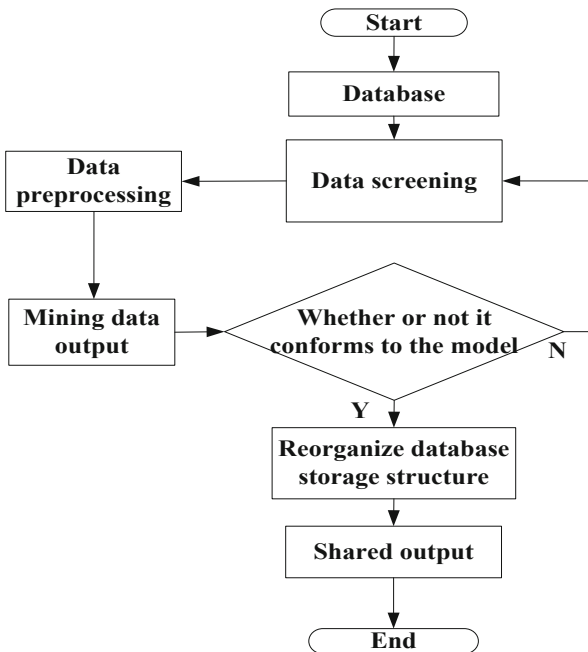 Start
Database
Data screening
Data
preprocessing
Mining data
output
Whether or not it
conforms to the model
N
Y
Reorganize database
storage structure
Shared output
End